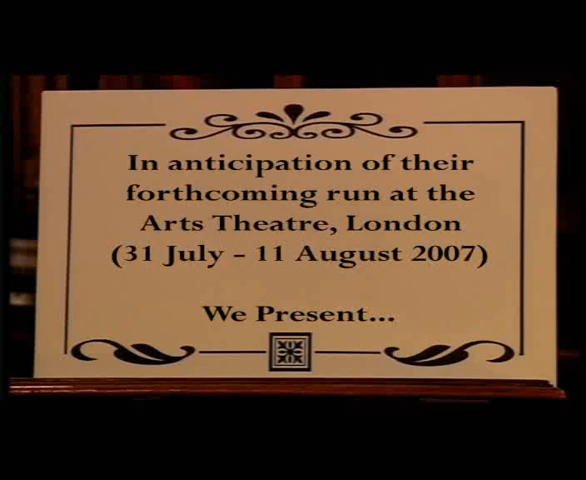 In anticipation of their
forthcoming run at the
Arts Theatre, London
(31 July - 11 August 2007)
We Present...